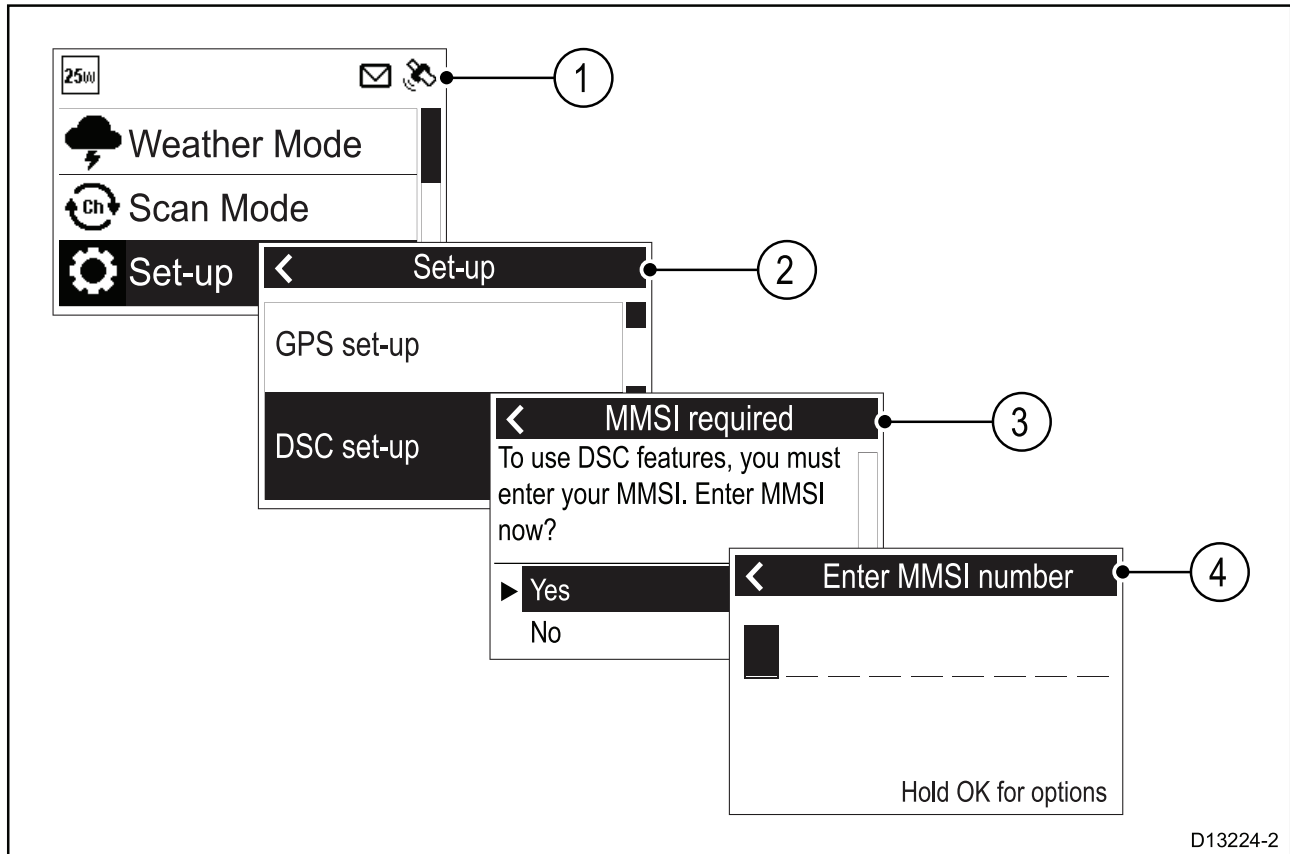 25W
1
Weather Mode
Ch Scan Mode
Set-up
Set-up
2
GPS set-up
DSC set-up
MMSI required
3
To use DSC features, you must
enter your MMSI. Enter MMSI
now?
Yes
No
Enter MMSI number
4
Hold OK for options
D13224-2